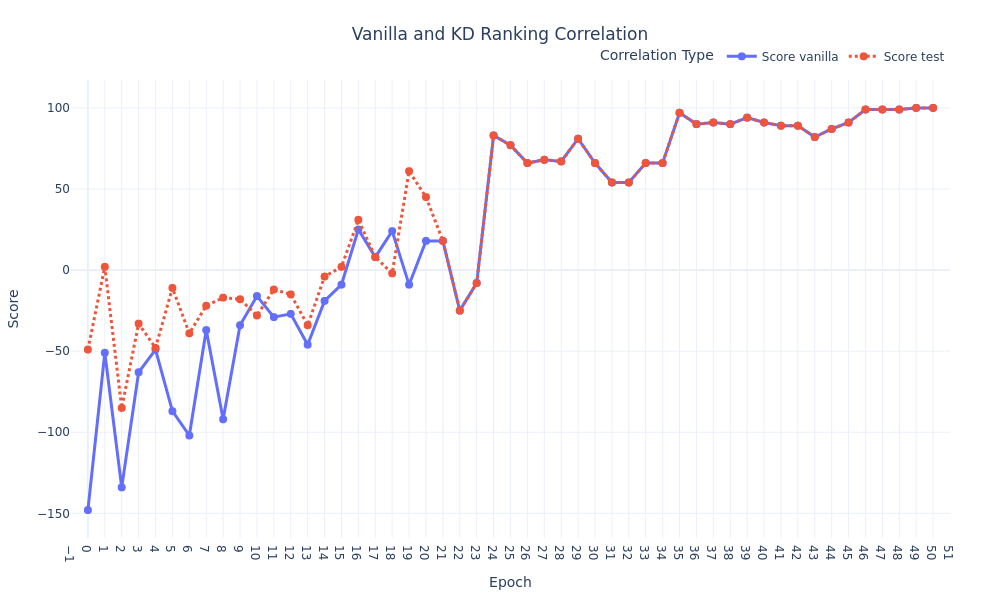 Vanilla and KD Ranking Correlation
Correlation Type Score vanilla Score test
100
50
0
−50
−100
−150
Score
−1 0 1 2 3 4 5 6 7 8 9 10 11 12 13 14 15 16 17 18 19 20 21 22 23 24 25 26 27 28 29 30 31 32 33 34 35 36 37 38 39 40 41 42 43 44 45 46 47 48 49 50 51
Epoch